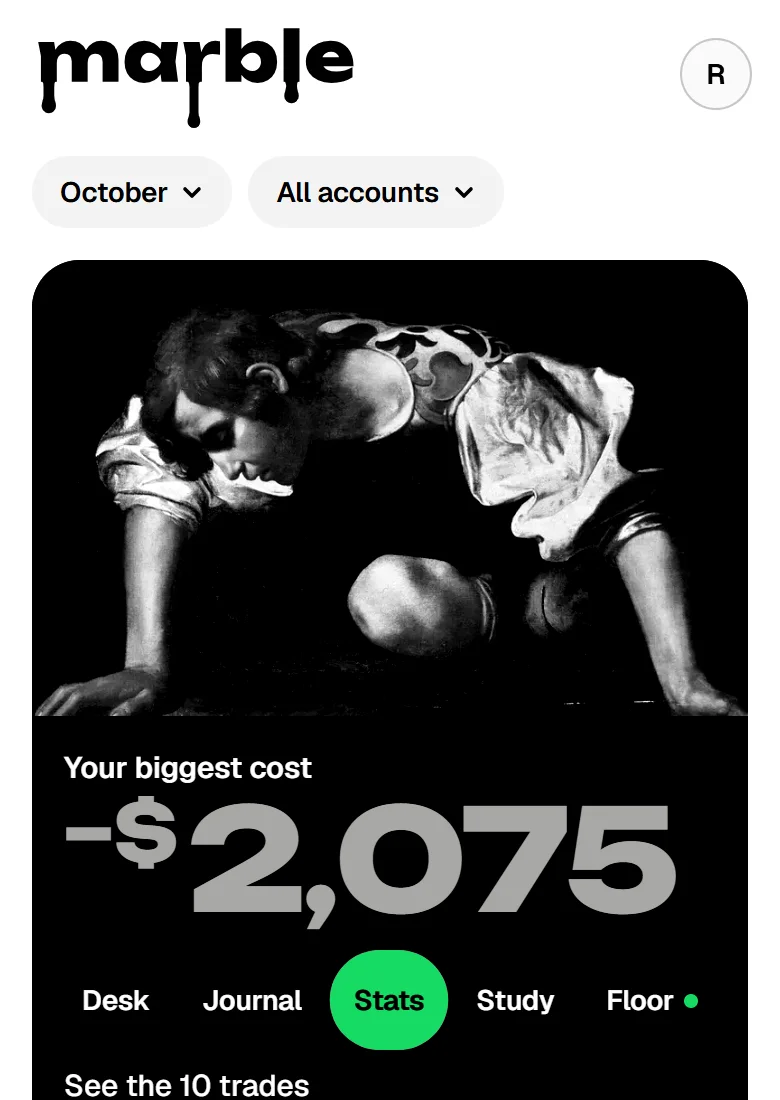 marble
R
October
All accounts
Your biggest cost
–$2,075
Desk Journal Stats Study Floor
See the 10 trades